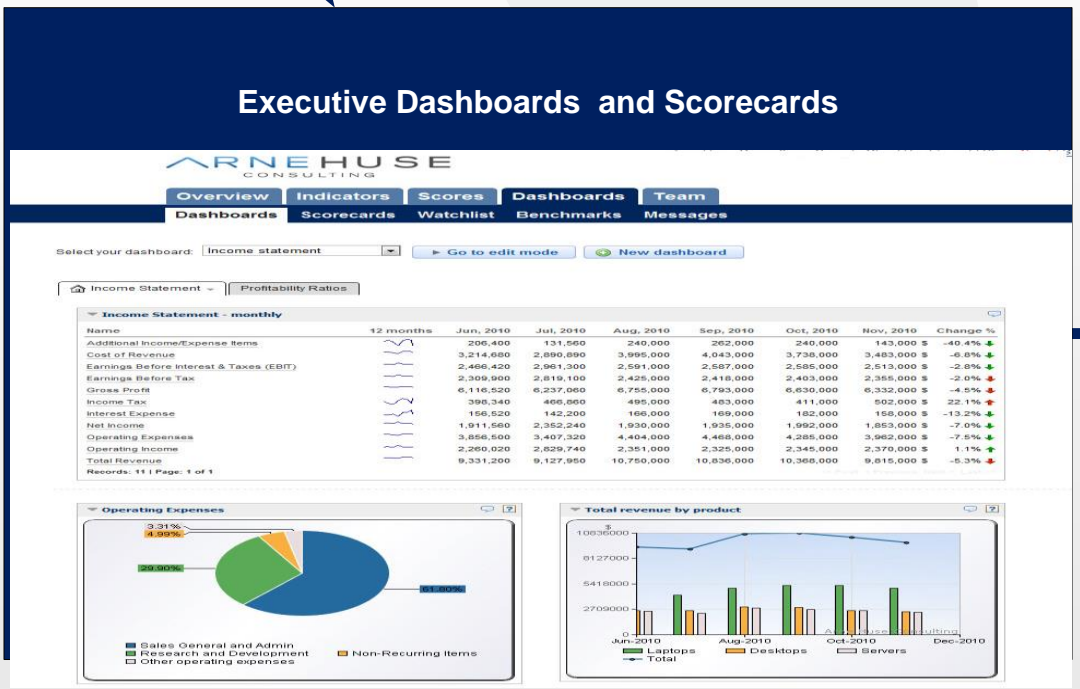 Executive Dashboards and Scorecards
ARNEHUSE
CONSULTING
Overview Indicators Scores Dashboards Team
Dashboards Scorecards Watchlist Benchmarks Messages
Select your dashboard: Income statement Go to edit mode New dashboard
Income Statement Profitability Ratios
Income Statement - monthly
Name 12 months Jun, 2010 Jul, 2010 Aug, 2010 Sep, 2010 Oct, 2010 Nov, 2010 Change %
Additional Income/Expense Items 206,400 131,560 240,000 262,000 240,000 143,000 $ -40.4%
Cost of Revenue 3,214,680 2,890,890 3,995,000 4,043,000 3,738,000 3,483,000 $ -6.8%
Earnings Before Interest & Taxes (EBIT) 2,466,420 2,961,300 2,591,000 2,587,000 2,585,000 2,513,000 $ -2.8%
Earnings Before Tax 2,309,900 2,819,100 2,425,000 2,418,000 2,403,000 2,355,000 $ -2.0%
Gross Profit 6,116,520 6,237,060 6,755,000 6,793,000 6,630,000 6,332,000 $ -4.5%
Income Tax 398,340 466,860 495,000 483,000 411,000 502,000 $ 22.1%
Interest Expense 156,520 142,200 166,000 169,000 182,000 158,000 $ -13.2%
Net Income 1,911,560 2,352,240 1,930,000 1,935,000 1,992,000 1,853,000 $ -7.0%
Operating Expenses 3,856,500 3,407,320 4,404,000 4,468,000 4,285,000 3,962,000 $ -7.5%
Operating Income 2,260,020 2,829,740 2,351,000 2,325,000 2,345,000 2,370,000 $ 1.1%
Total Revenue 9,331,200 9,127,950 10,750,000 10,836,000 10,368,000 9,815,000 $ -5.3%
Records: 11 | Page: 1 of 1
Operating Expenses ?
3.31%
4.99%
29.90%
61.80%
Sales General and Admin
Research and Development Non-Recurring Items
Other operating expenses
Total revenue by product ?
$
10836000
8127000
5418000
2709000
0
Jun-2010 Aug-2010 Oct-2010 Dec-2010
Laptops Desktops Servers
Total